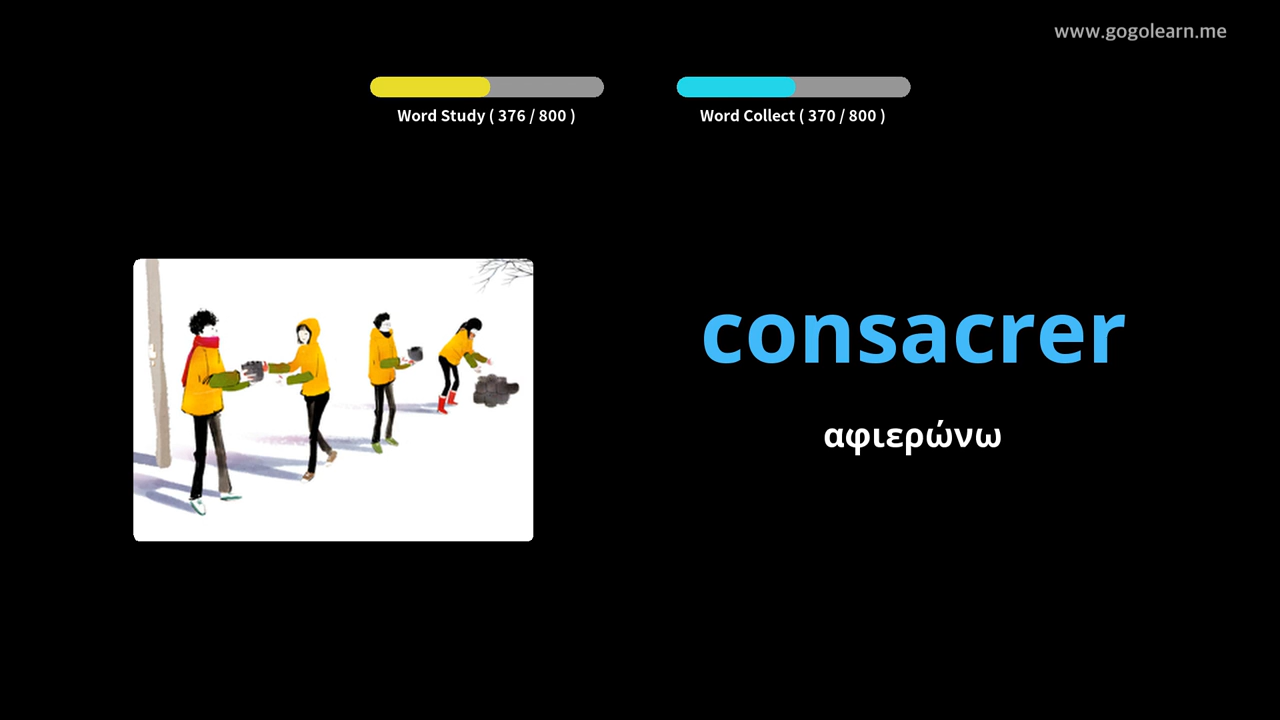 www.gogolearn.me
Word Study ( 376 / 800 )
Word Collect ( 370 / 800 )
consacrer
αφιερώνω